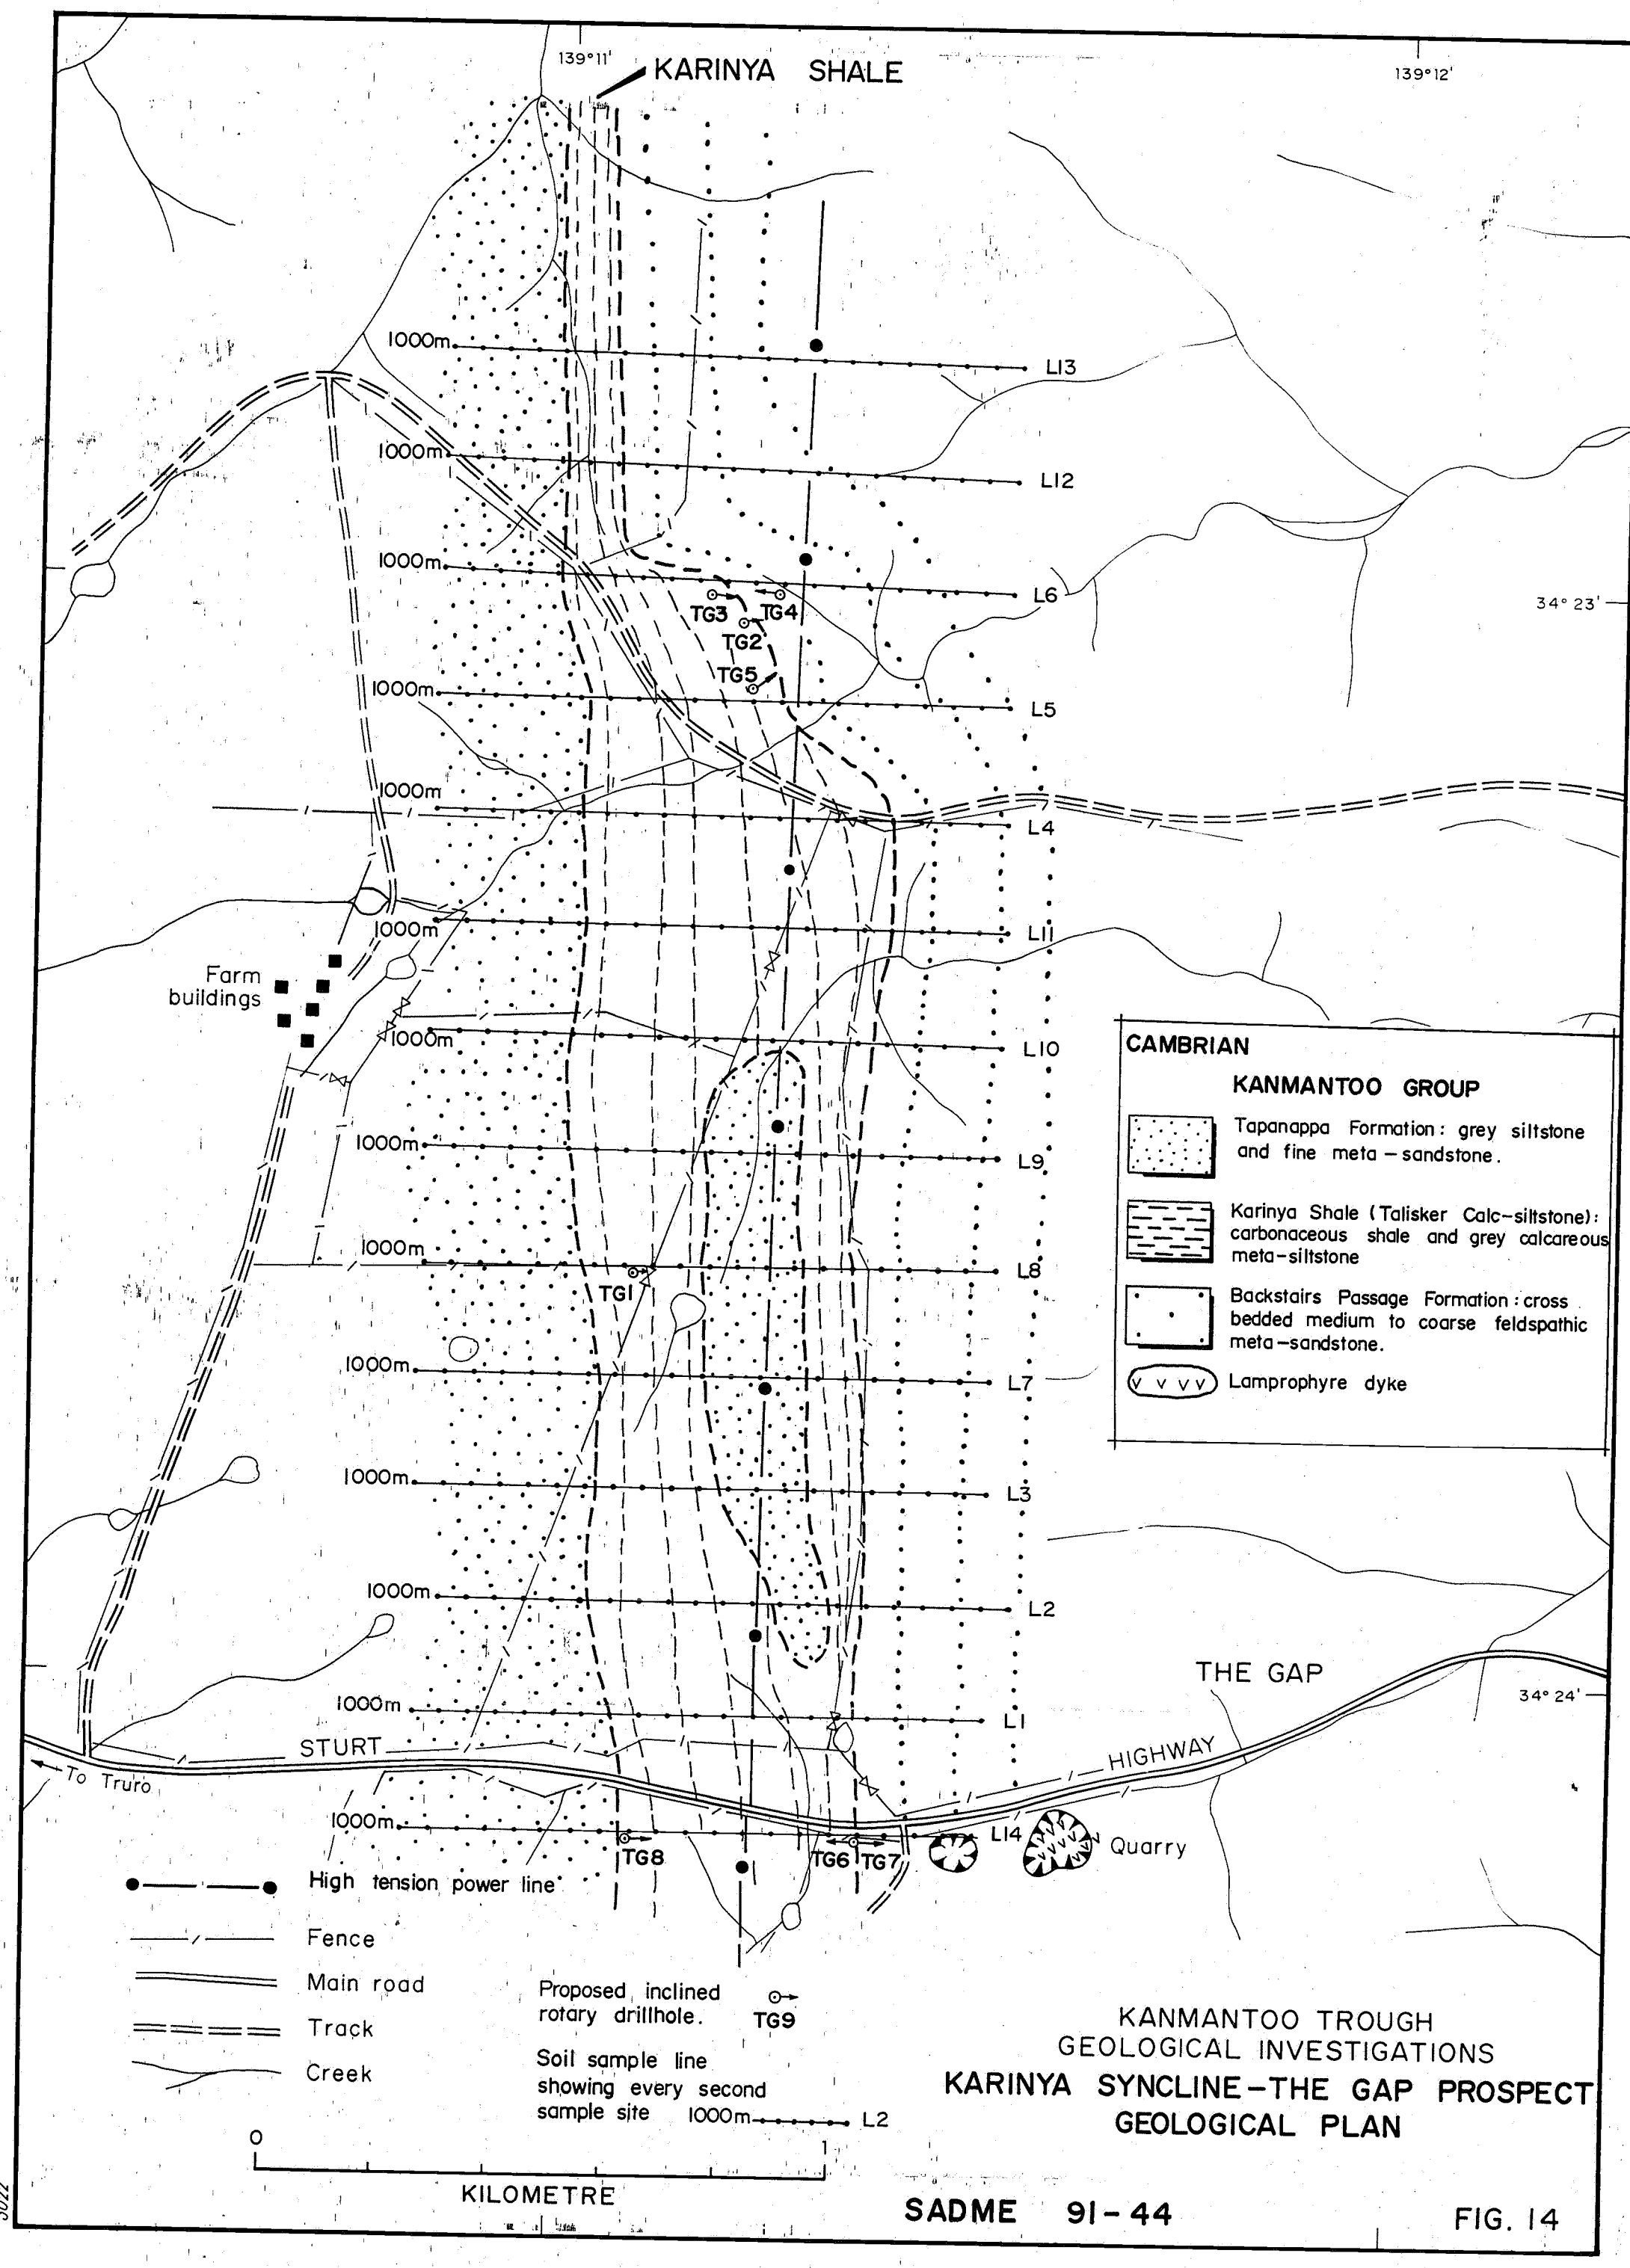 139°11'
KARINYA SHALE
139°12'
1000m
L13
1000m
L12
1000m
L6
34° 23'
TG3
TG4
TG2
TG5
1000m
L5
1000m
L4
1000m
L11
Farm
buildings
1000m
L10
1000m
L9
1000m
L8
TG1
1000m
L7
1000m
L3
1000m
L2
THE GAP
34° 24'
1000m
L1
STURT
HIGHWAY
To Truro
1000m
L14
Quarry
TG8
TG6
TG7
CAMBRIAN
KANMANTOO GROUP
Tapanappa Formation: grey siltstone
and fine meta-sandstone.
Karinya Shale (Talisker Calc-siltstone):
carbonaceous shale and grey calcareous
meta-siltstone
Backstairs Passage Formation: cross
bedded medium to coarse feldspathic
meta-sandstone.
V V V V Lamprophyre dyke
High tension power line
Fence
Main road
Track
Creek
Proposed inclined
rotary drillhole.
TG9
Soil sample line
showing every second
sample site 1000m L2
0 1
KILOMETRE
KANMANTOO TROUGH
GEOLOGICAL INVESTIGATIONS
KARINYA SYNCLINE-THE GAP PROSPECT
GEOLOGICAL PLAN
SADME 91-44
FIG. 14